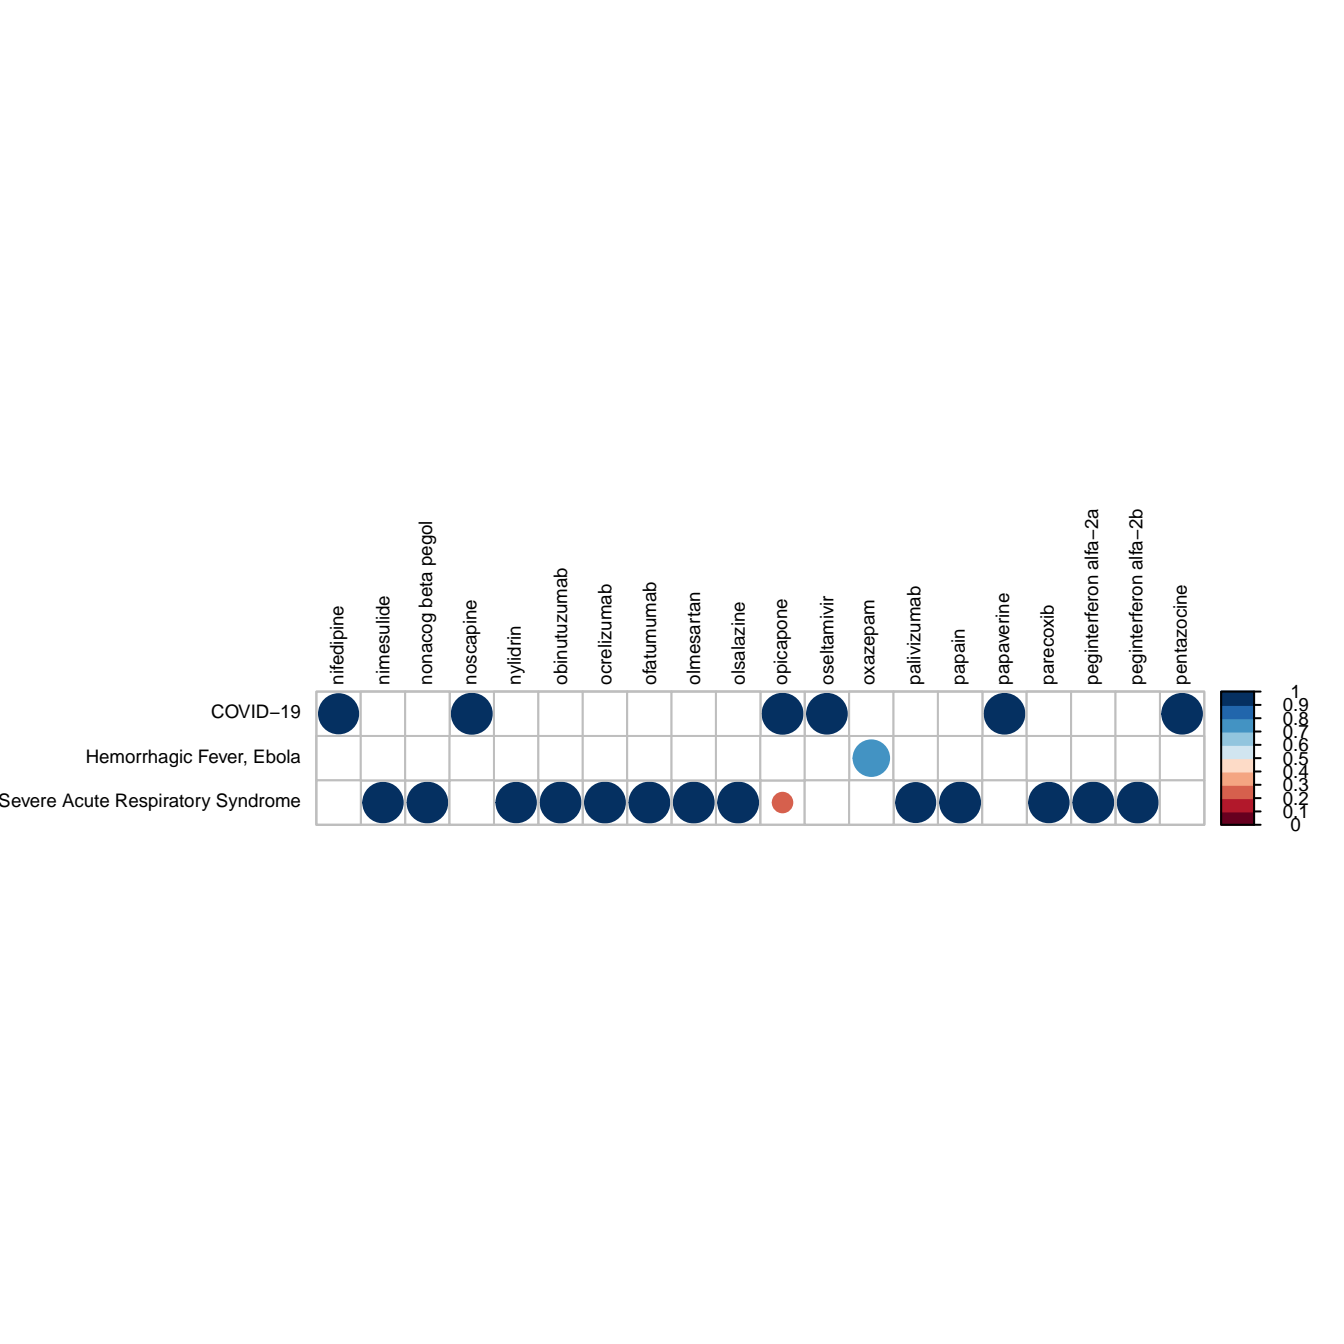 nifedipine
nimesulide
nonacog beta pegol
noscapine
nylidrin
obinutuzumab
ocrelizumab
ofatumumab
olmesartan
olsalazine
opicapone
oseltamivir
oxazepam
palivizumab
papain
papaverine
parecoxib
peginterferon alfa−2a
peginterferon alfa−2b
pentazocine
COVID−19
Hemorrhagic Fever, Ebola
Severe Acute Respiratory Syndrome
1
0.9
0.8
0.7
0.6
0.5
0.4
0.3
0.2
0.1
0